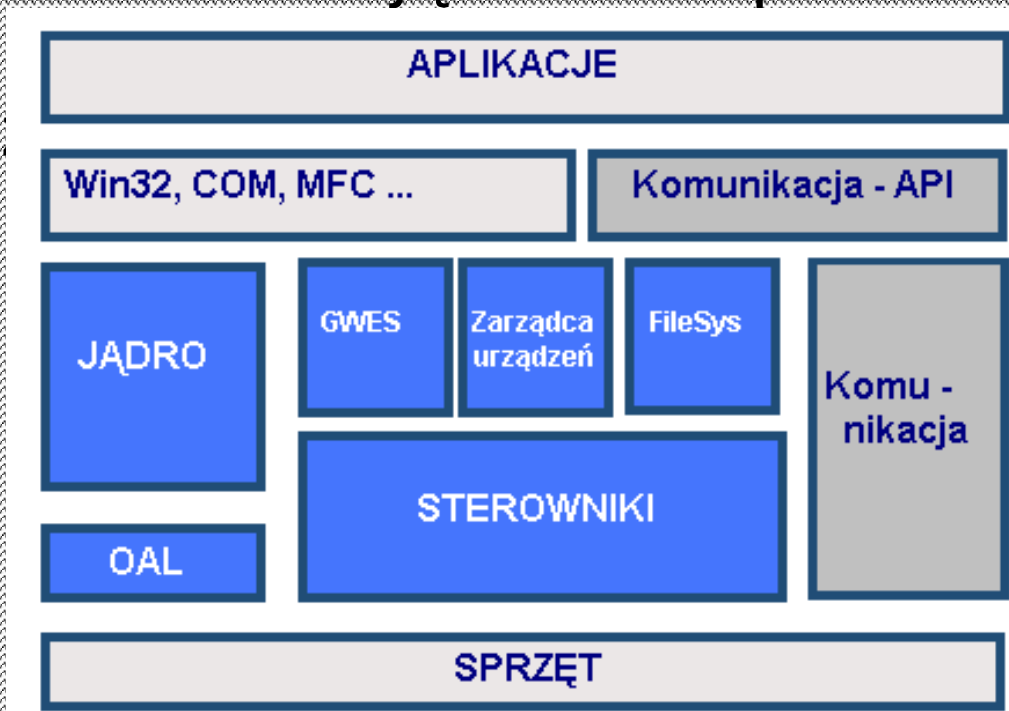 APLIKACJE
Win32, COM, MFC ...
Komunikacja - API
JĄDRO
GWES
Zarządca
urządzeń
FileSys
Komu -
nikacja
STEROWNIKI
OAL
SPRZĘT